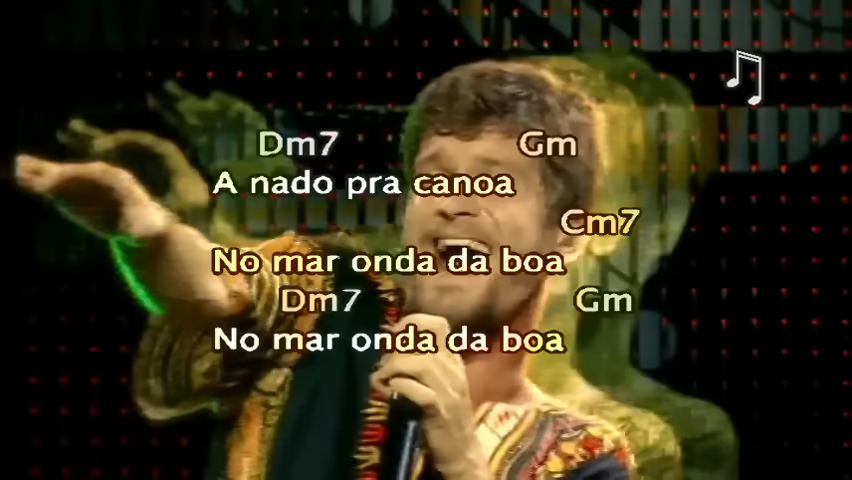 Dm7 Gm
A nado pra canoa
Cm7
No mar onda da boa
Dm7 Gm
No mar onda da boa